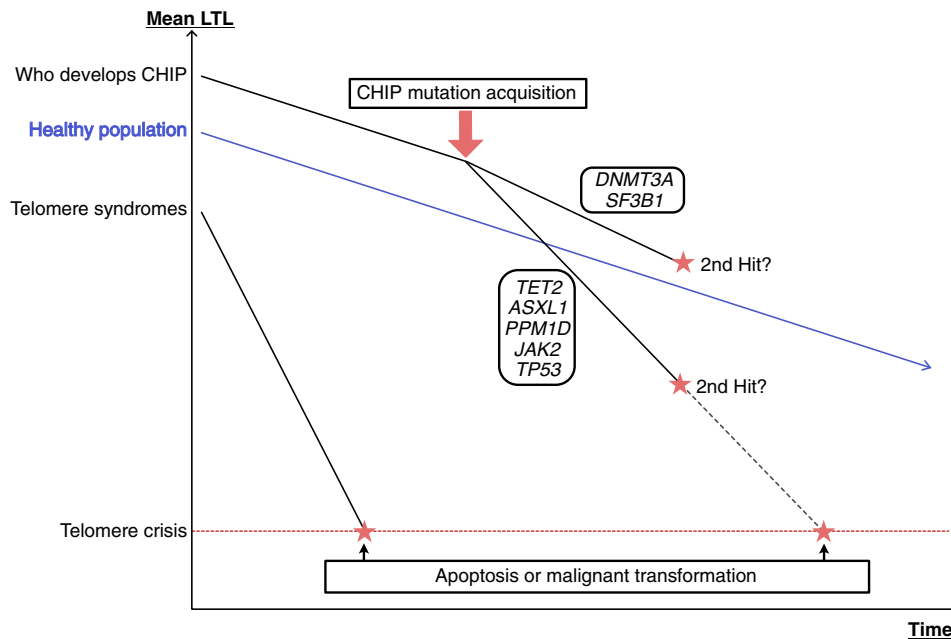 Mean LTL
Who develops CHIP
CHIP mutation acquisition
Healthy population
DNMT3A
SF3B1
Telomere syndromes
2nd Hit?
TET2
ASXL1
PPM1D
JAK2
TP53
2nd Hit?
Telomere crisis
Apoptosis or malignant transformation
Time